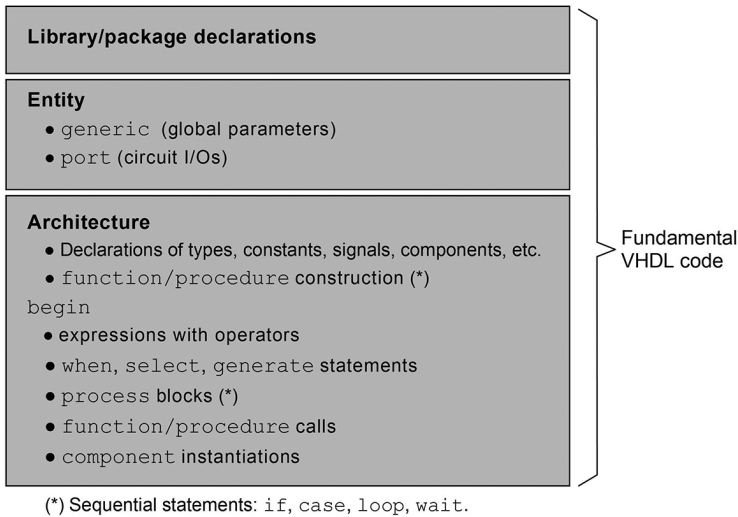 Library/package declarations
Entity
● generic (global parameters)
● port (circuit I/Os)
Architecture
● Declarations of types, constants, signals, components, etc.
● function/procedure construction (*)
begin
● expressions with operators
● when, select, generate statements
● process blocks (*)
● function/procedure calls
● component instantiations
Fundamental
VHDL code
(*) Sequential statements: if, case, loop, wait.